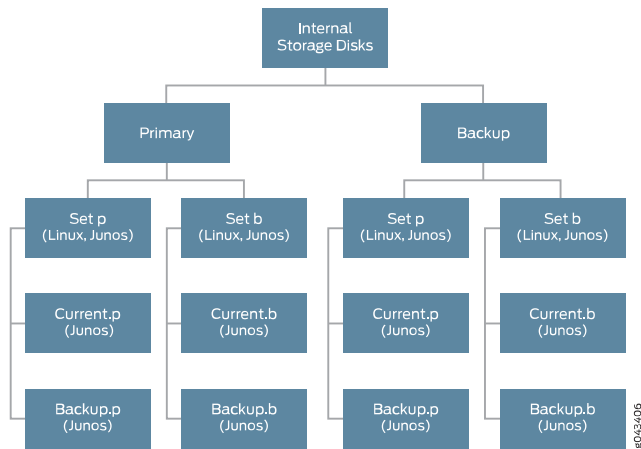 Internal
Storage Disks
Primary
Backup
Set p
(Linux, Junos)
Set b
(Linux, Junos)
Set p
(Linux, Junos)
Set b
(Linux, Junos)
Current.p
(Junos)
Current.b
(Junos)
Current.p
(Junos)
Current.b
(Junos)
Backup.p
(Junos)
Backup.b
(Junos)
Backup.p
(Junos)
Backup.b
(Junos)
g043406